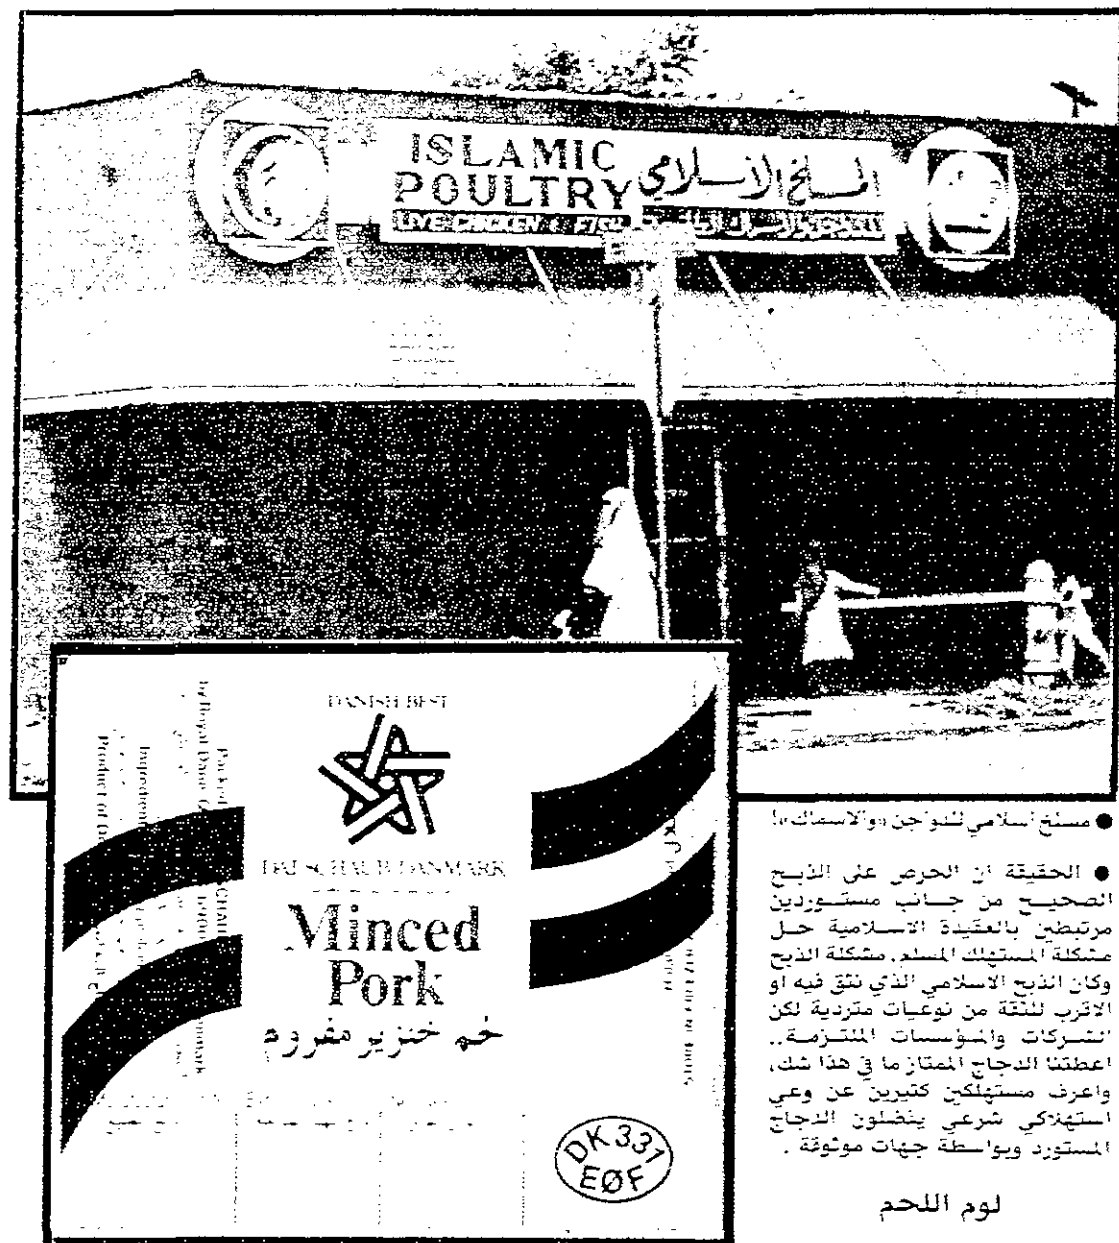 ISLAMIC
POULTRY
LIVE CHICKEN & FISH
المسلخ الاسلامي
DANISH BEST
DANMARK
Minced
Pork
لحم خنزير مفروم
DK 331
EØF
Product of
● مسلخ اسلامي للدواجن «والاسماك»!
● الحقيقة ان الحرص على الذبح
الصحيح من جانب مستوردين
مرتبطين بالعقيدة الاسلامية حل
مشكلة المستهلك المسلم. مشكلة الذبح
وكان الذبح الاسلامي الذي نثق فيه او
الاقرب للثقة من نوعيات متردية لكن
الشركات والمؤسسات الملتزمة..
اعطتنا الدجاج الممتاز ما في هذا شك،
واعرف مستهلكين كثيرين عن وعي
استهلاكي شرعي يفضلون الدجاج
المستورد وبواسطة جهات موثوقة .
لوم اللحم